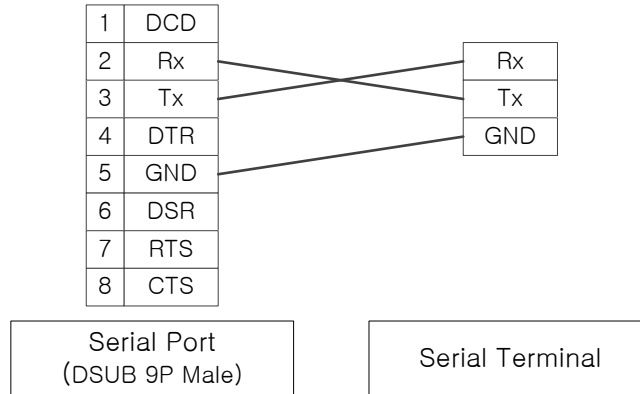 1 DCD
2 Rx Rx
3 Tx Tx
4 DTR GND
5 GND
6 DSR
7 RTS
8 CTS
Serial Port
(DSUB 9P Male)
Serial Terminal